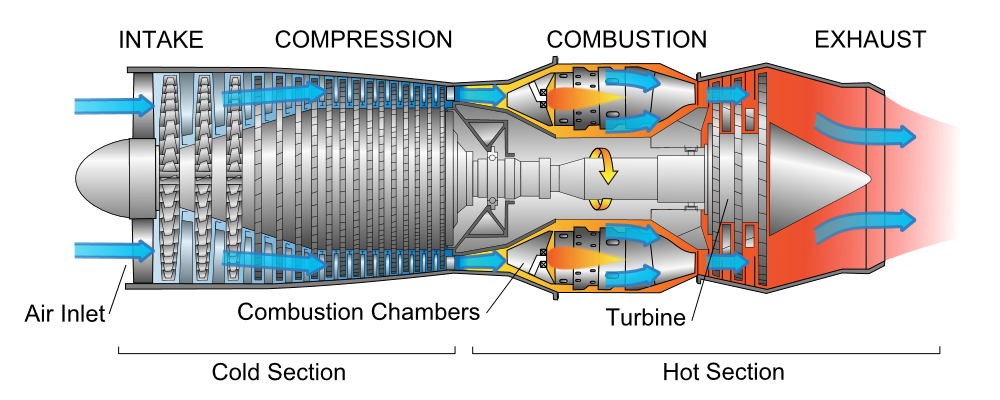 INTAKE
COMPRESSION
COMBUSTION
EXHAUST
Air Inlet
Combustion Chambers
Turbine
Cold Section
Hot Section